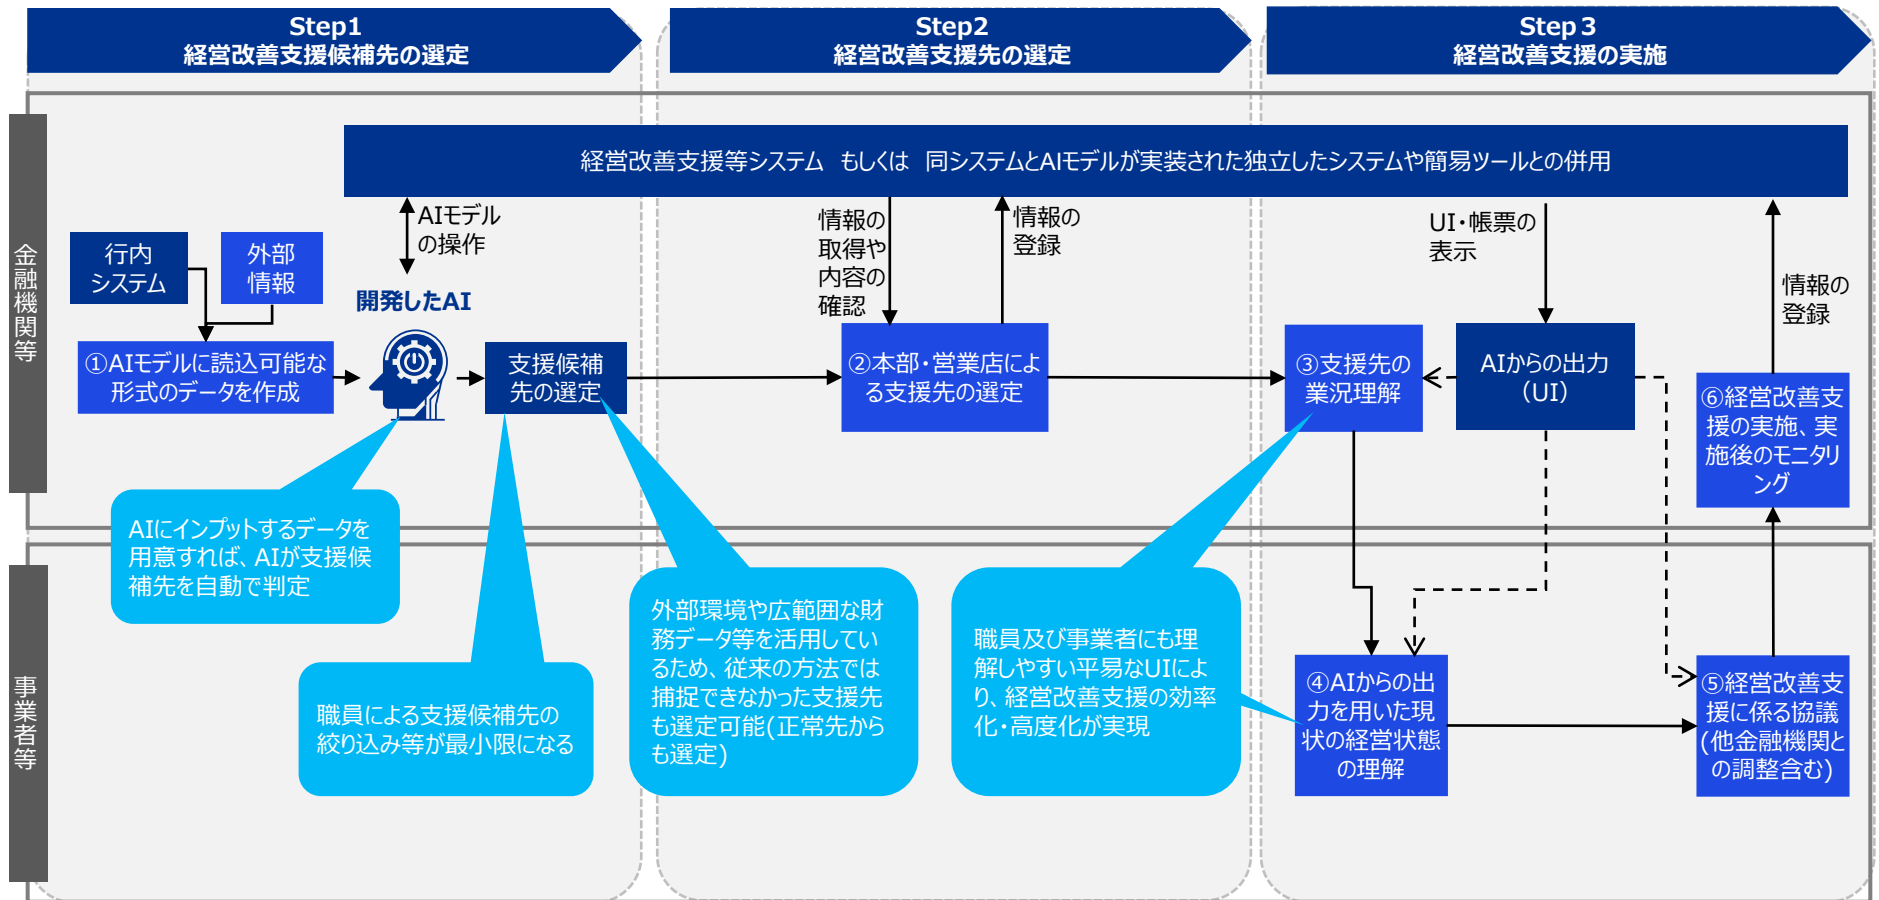 Step1
経営改善支援候補先の選定
Step2
経営改善支援先の選定
Step３
経営改善支援の実施
金融機関等
経営改善支援等システム　もしくは　同システムとAIモデルが実装された独立したシステムや簡易ツールとの併用
AIモデル
の操作
情報の
取得や
内容の
確認
情報の
登録
UI・帳票の
表示
情報の
登録
行内
システム
外部
情報
開発したAI
①AIモデルに読込可能な
形式のデータを作成
支援候補
先の選定
②本部・営業店によ
る支援先の選定
③支援先の
業況理解
AIからの出力
（UI）
⑥経営改善支
援の実施、実
施後のモニタリ
ング
AIにインプットするデータを
用意すれば、AIが支援候
補先を自動で判定
事業者等
職員による支援候補先の
絞り込み等が最小限になる
外部環境や広範囲な財
務データ等を活用してい
るため、従来の方法では
捕捉できなかった支援先
も選定可能(正常先から
も選定)
職員及び事業者にも理
解しやすい平易なUIによ
り、経営改善支援の効率
化・高度化が実現
④AIからの出
力を用いた現
状の経営状態
の理解
⑤経営改善支
援に係る協議
(他金融機関と
の調整含む)